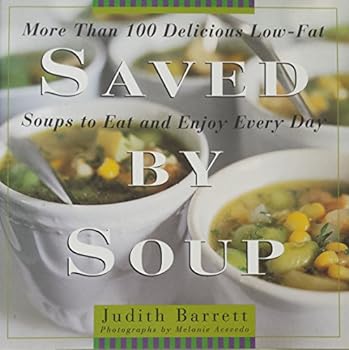 More Than 100 Delicious Low-Fat
SAVED
Soups to Eat and Enjoy Every Day
BY
SOUP
Judith Barrett
Photographs by Melanie Acevedo